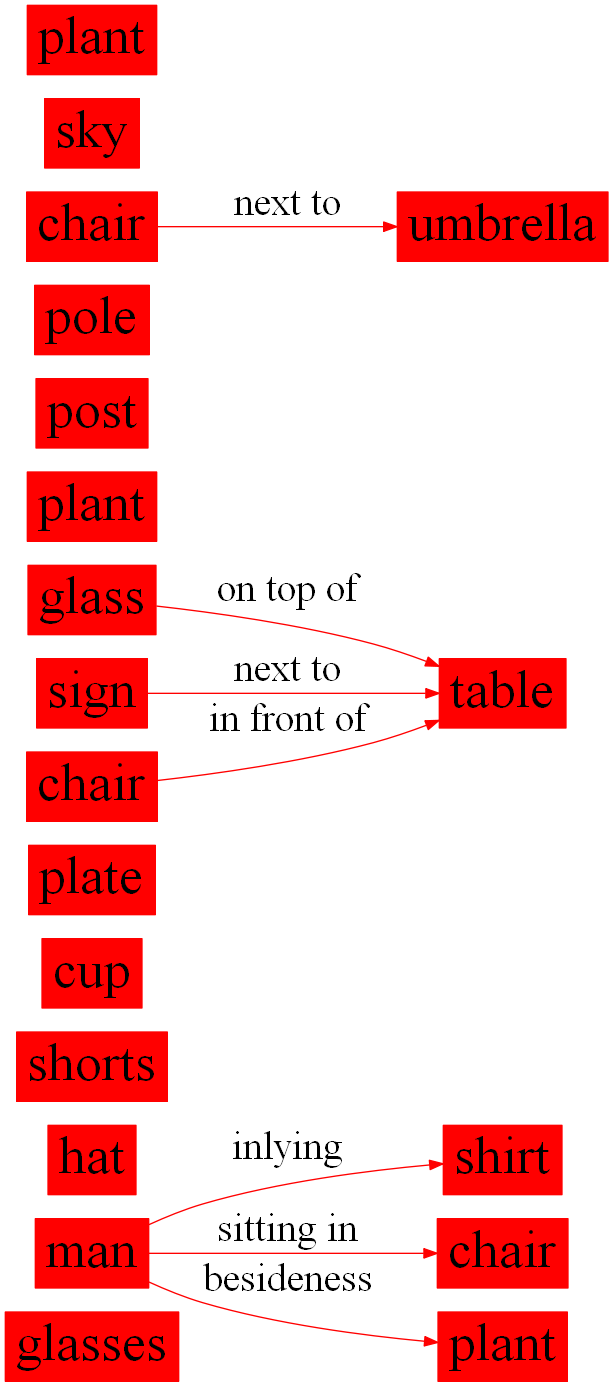 plant
sky
chair
next to
umbrella
pole
post
plant
glass
on top of
sign
next to
table
in front of
chair
plate
cup
shorts
hat
inlying
shirt
man
sitting in
chair
besideness
glasses
plant